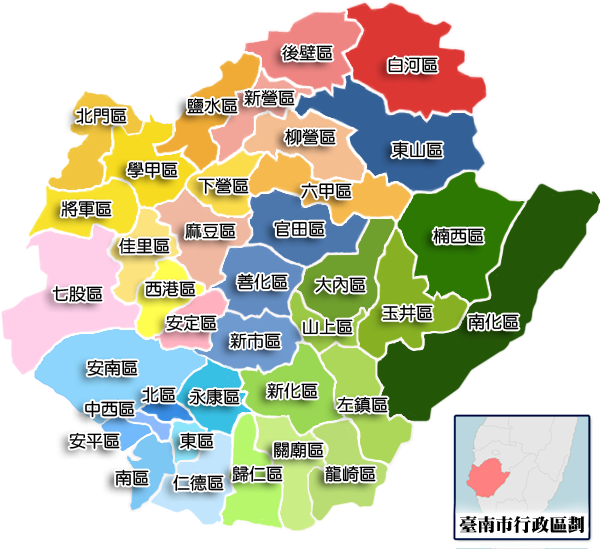 後壁區
白河區
鹽水區
新營區
北門區
柳營區
東山區
學甲區
下營區
六甲區
將軍區
佳里區
麻豆區
官田區
楠西區
七股區
西港區
善化區
大內區
安定區
玉井區
南化區
新市區
山上區
安南區
北區
永康區
新化區
中西區
左鎮區
安平區
東區
關廟區
南區
仁德區
歸仁區
龍崎區
臺南市行政區劃